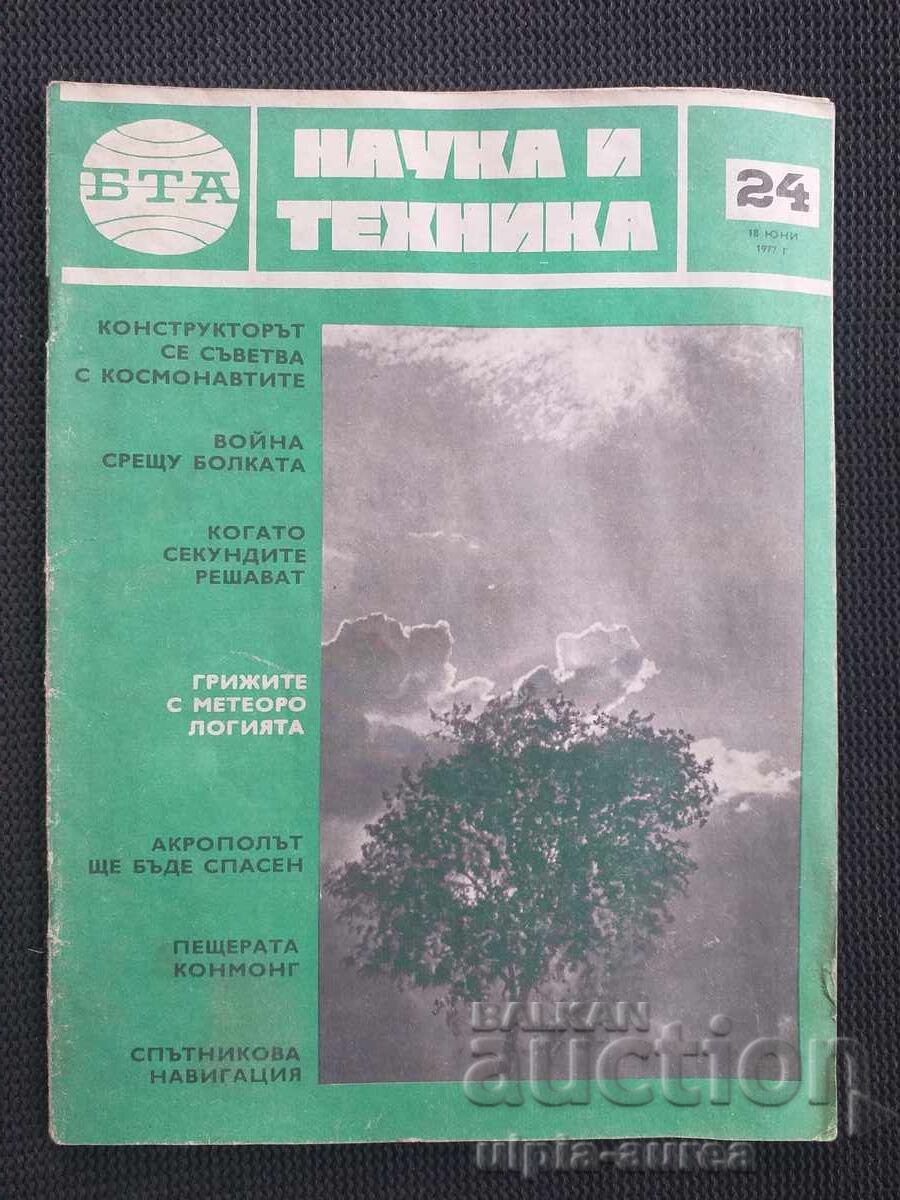 БТА
НАУКА И
ТЕХНИКА
24
18 ЮНИ
1977 Г
КОНСТРУКТОРЪТ
СЕ СЪВЕТВА
С КОСМОНАВТИТЕ
ВОЙНА
СРЕЩУ БОЛКАТА
КОГАТО
СЕКУНДИТЕ
РЕШАВАТ
ГРИЖИТЕ
С МЕТЕОРО
ЛОГИЯТА
АКРОПОЛЪТ
ЩЕ БЪДЕ СПАСЕН
ПЕЩЕРАТА
КОНМОНГ
СПЪТНИКОВА
НАВИГАЦИЯ
BALKAN
auction
ulpia-aurea